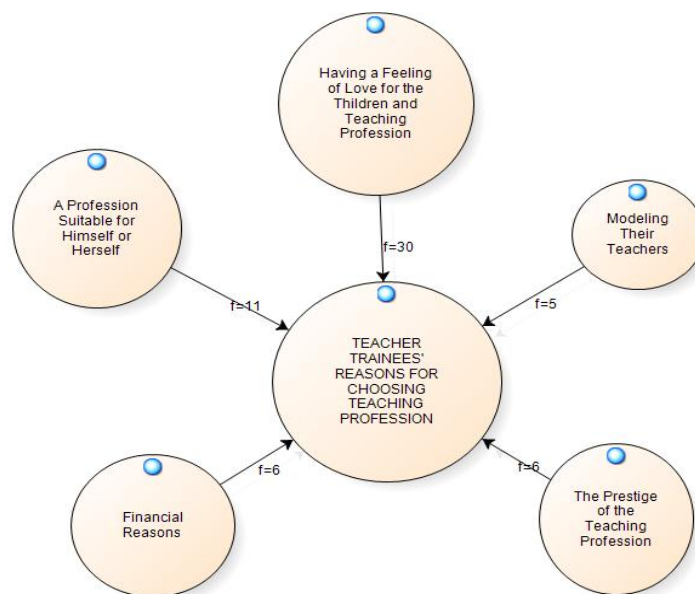 Having a Feeling
of Love for the
Thildren and
Teaching
Profession
A Profession
Suitable for
Himself or
Herself
Modeling
Their
Teachers
f=30
f=11
f=5
TEACHER
TRAINEES'
REASONS FOR
CHOOSING
TEACHING
PROFESSION
f=6
f=6
Financial
Reasons
The Prestige
of the
Teaching
Profession